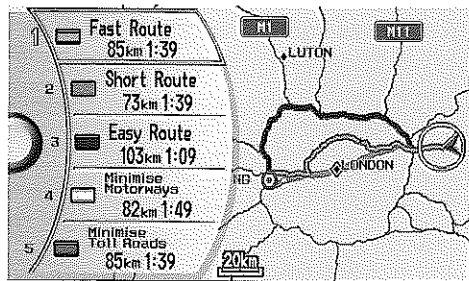 1
Fast Route
85km 1:39
2
Short Route
73km 1:39
3
Easy Route
103km 1:09
4
Minimise
Motorways
82km 1:49
5
Minimise
Toll Roads
85km 1:39
M1
M11
LUTON
LONDON
ND
20km